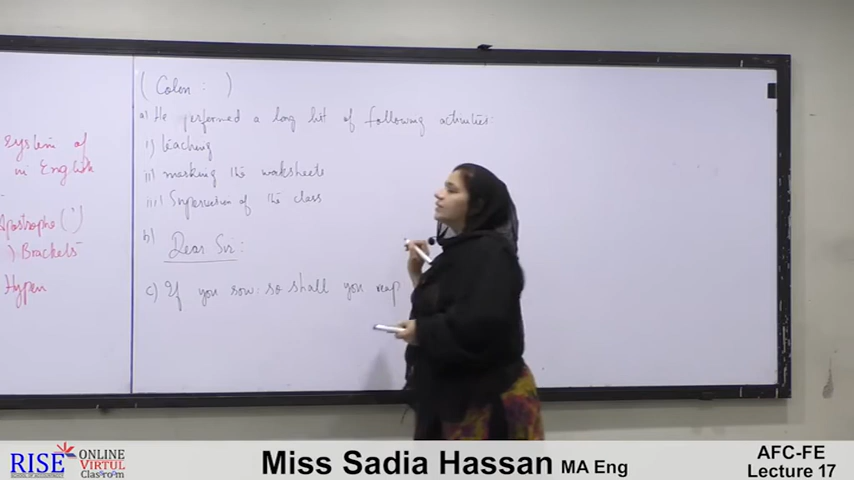 System of
in English
Apostrophe (')
) Brackets
Hypen
( Colon : )
a) He performed a long list of following activities:
i) teaching
ii) marking the worksheets
iii) Supervision of the class
b) Dear Sir:
c) If you sow: so shall you reap
RISE ONLINE VIRTUL Classroom
Miss Sadia Hassan MA Eng
AFC-FE
Lecture 17